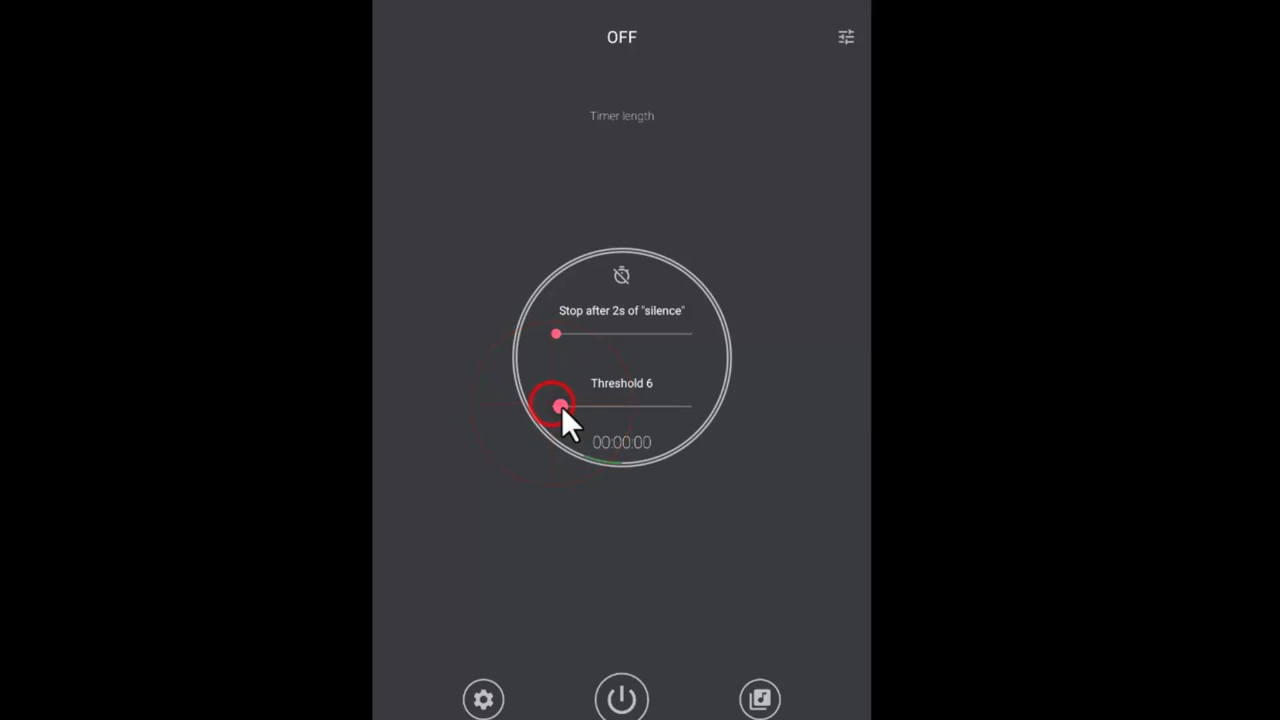 OFF
Timer length
Stop after 2s of "silence"
Threshold 6
00:00:00